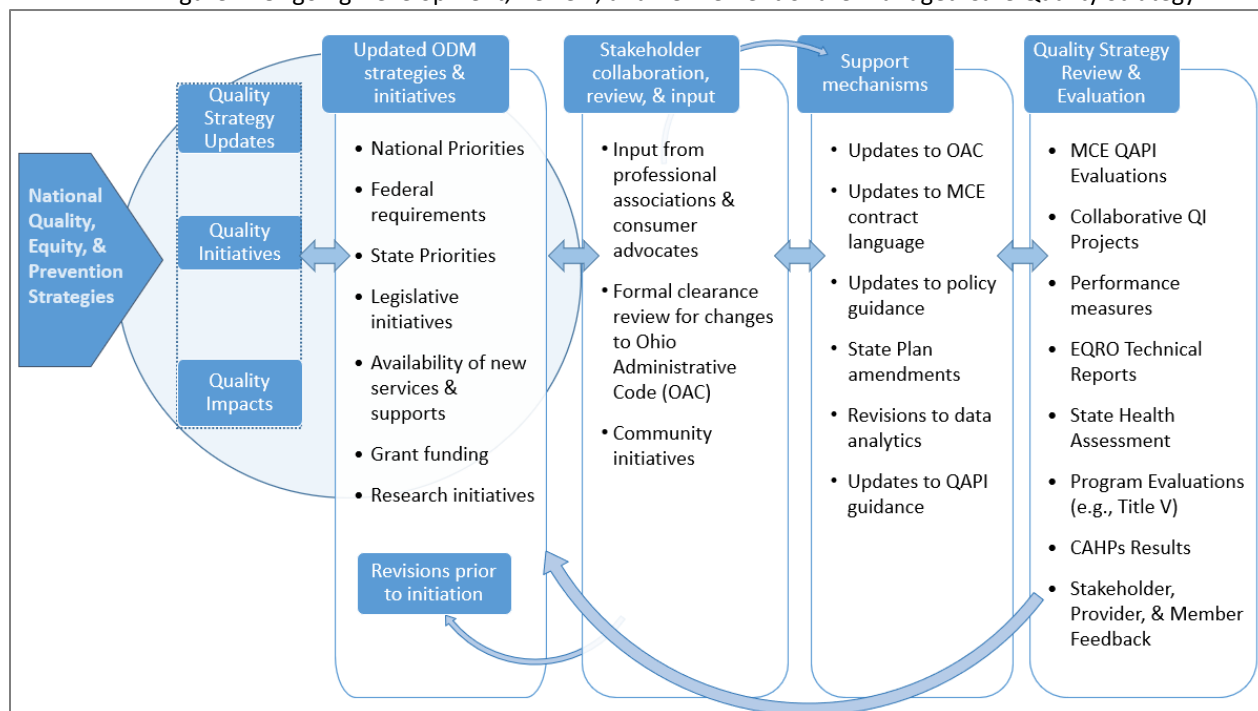 Development, Managed Care Quality Strategy
National
Quality,
Equity, &
Prevention
Strategies
Quality
Strategy
Updates
Quality
Initiatives
Quality
Impacts
Updated ODM
strategies &
initiatives
• National Priorities
• Federal
requirements
• State Priorities
• Legislative
initiatives
• Availability of new
services &
supports
• Grant funding
• Research initiatives
Revisions prior
to initiation
Stakeholder
collaboration,
review, & input
• Input from
professional
associations &
consumer
advocates
• Formal clearance
review for changes
to Ohio
Administrative
Code (OAC)
• Community
initiatives
Support
mechanisms
• Updates to OAC
• Updates to MCE
contract
language
• Updates to policy
guidance
• State Plan
amendments
• Revisions to data
analytics
• Updates to QAPI
guidance
Quality Strategy
Review &
Evaluation
• MCE QAPI
Evaluations
• Collaborative QI
Projects
• Performance
measures
• EQRO Technical
Reports
• State Health
Assessment
• Program Evaluations
(e.g., Title V)
• CAHPs Results
• Stakeholder,
Provider, & Member
Feedback